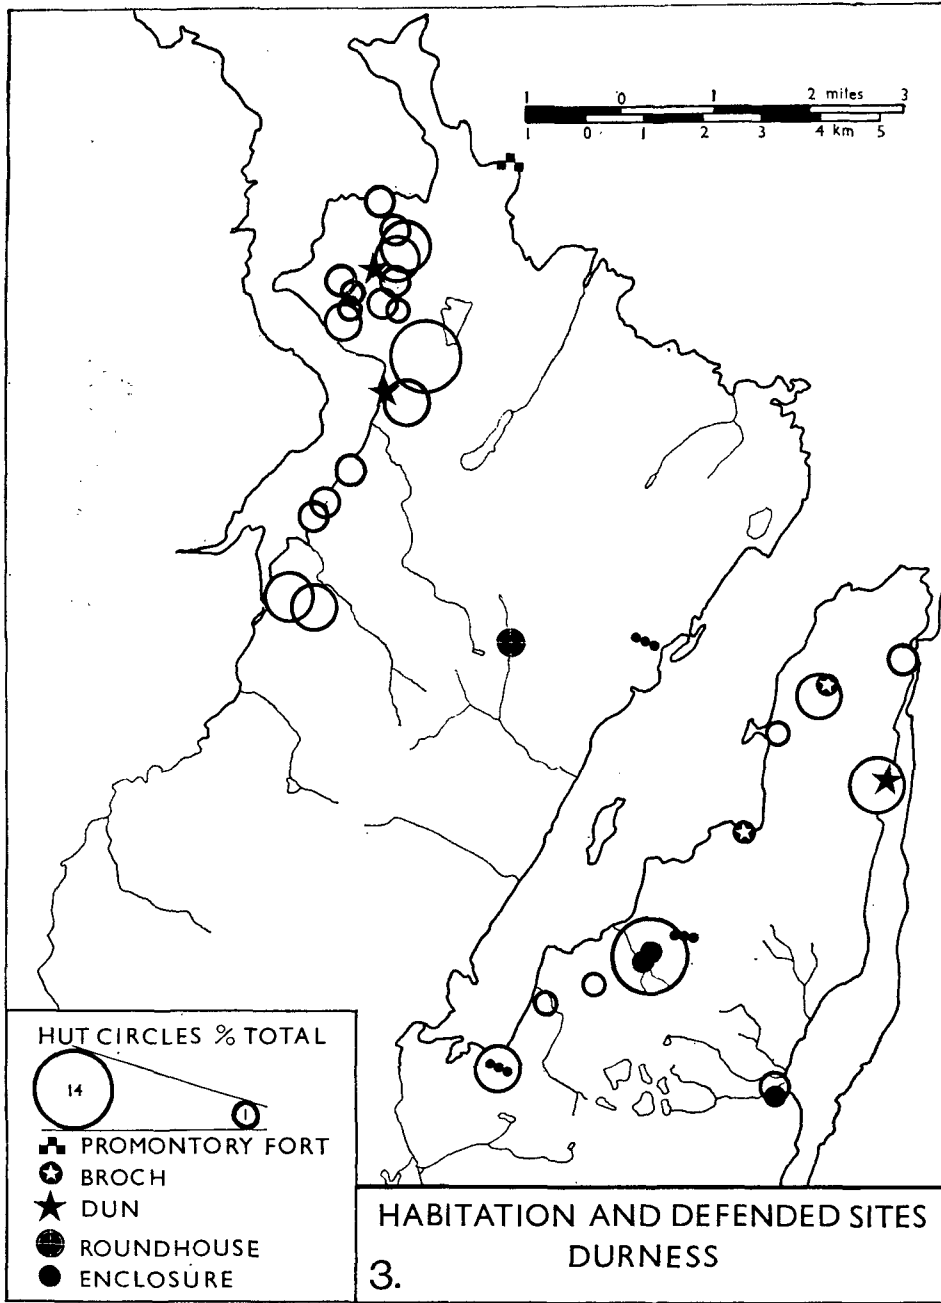 1 0 1 2 miles 3
1 0 1 2 3 4 km 5
HUT CIRCLES % TOTAL
14 1
PROMONTORY FORT
BROCH
DUN
ROUNDHOUSE
ENCLOSURE
HABITATION AND DEFENDED SITES
DURNESS
3.